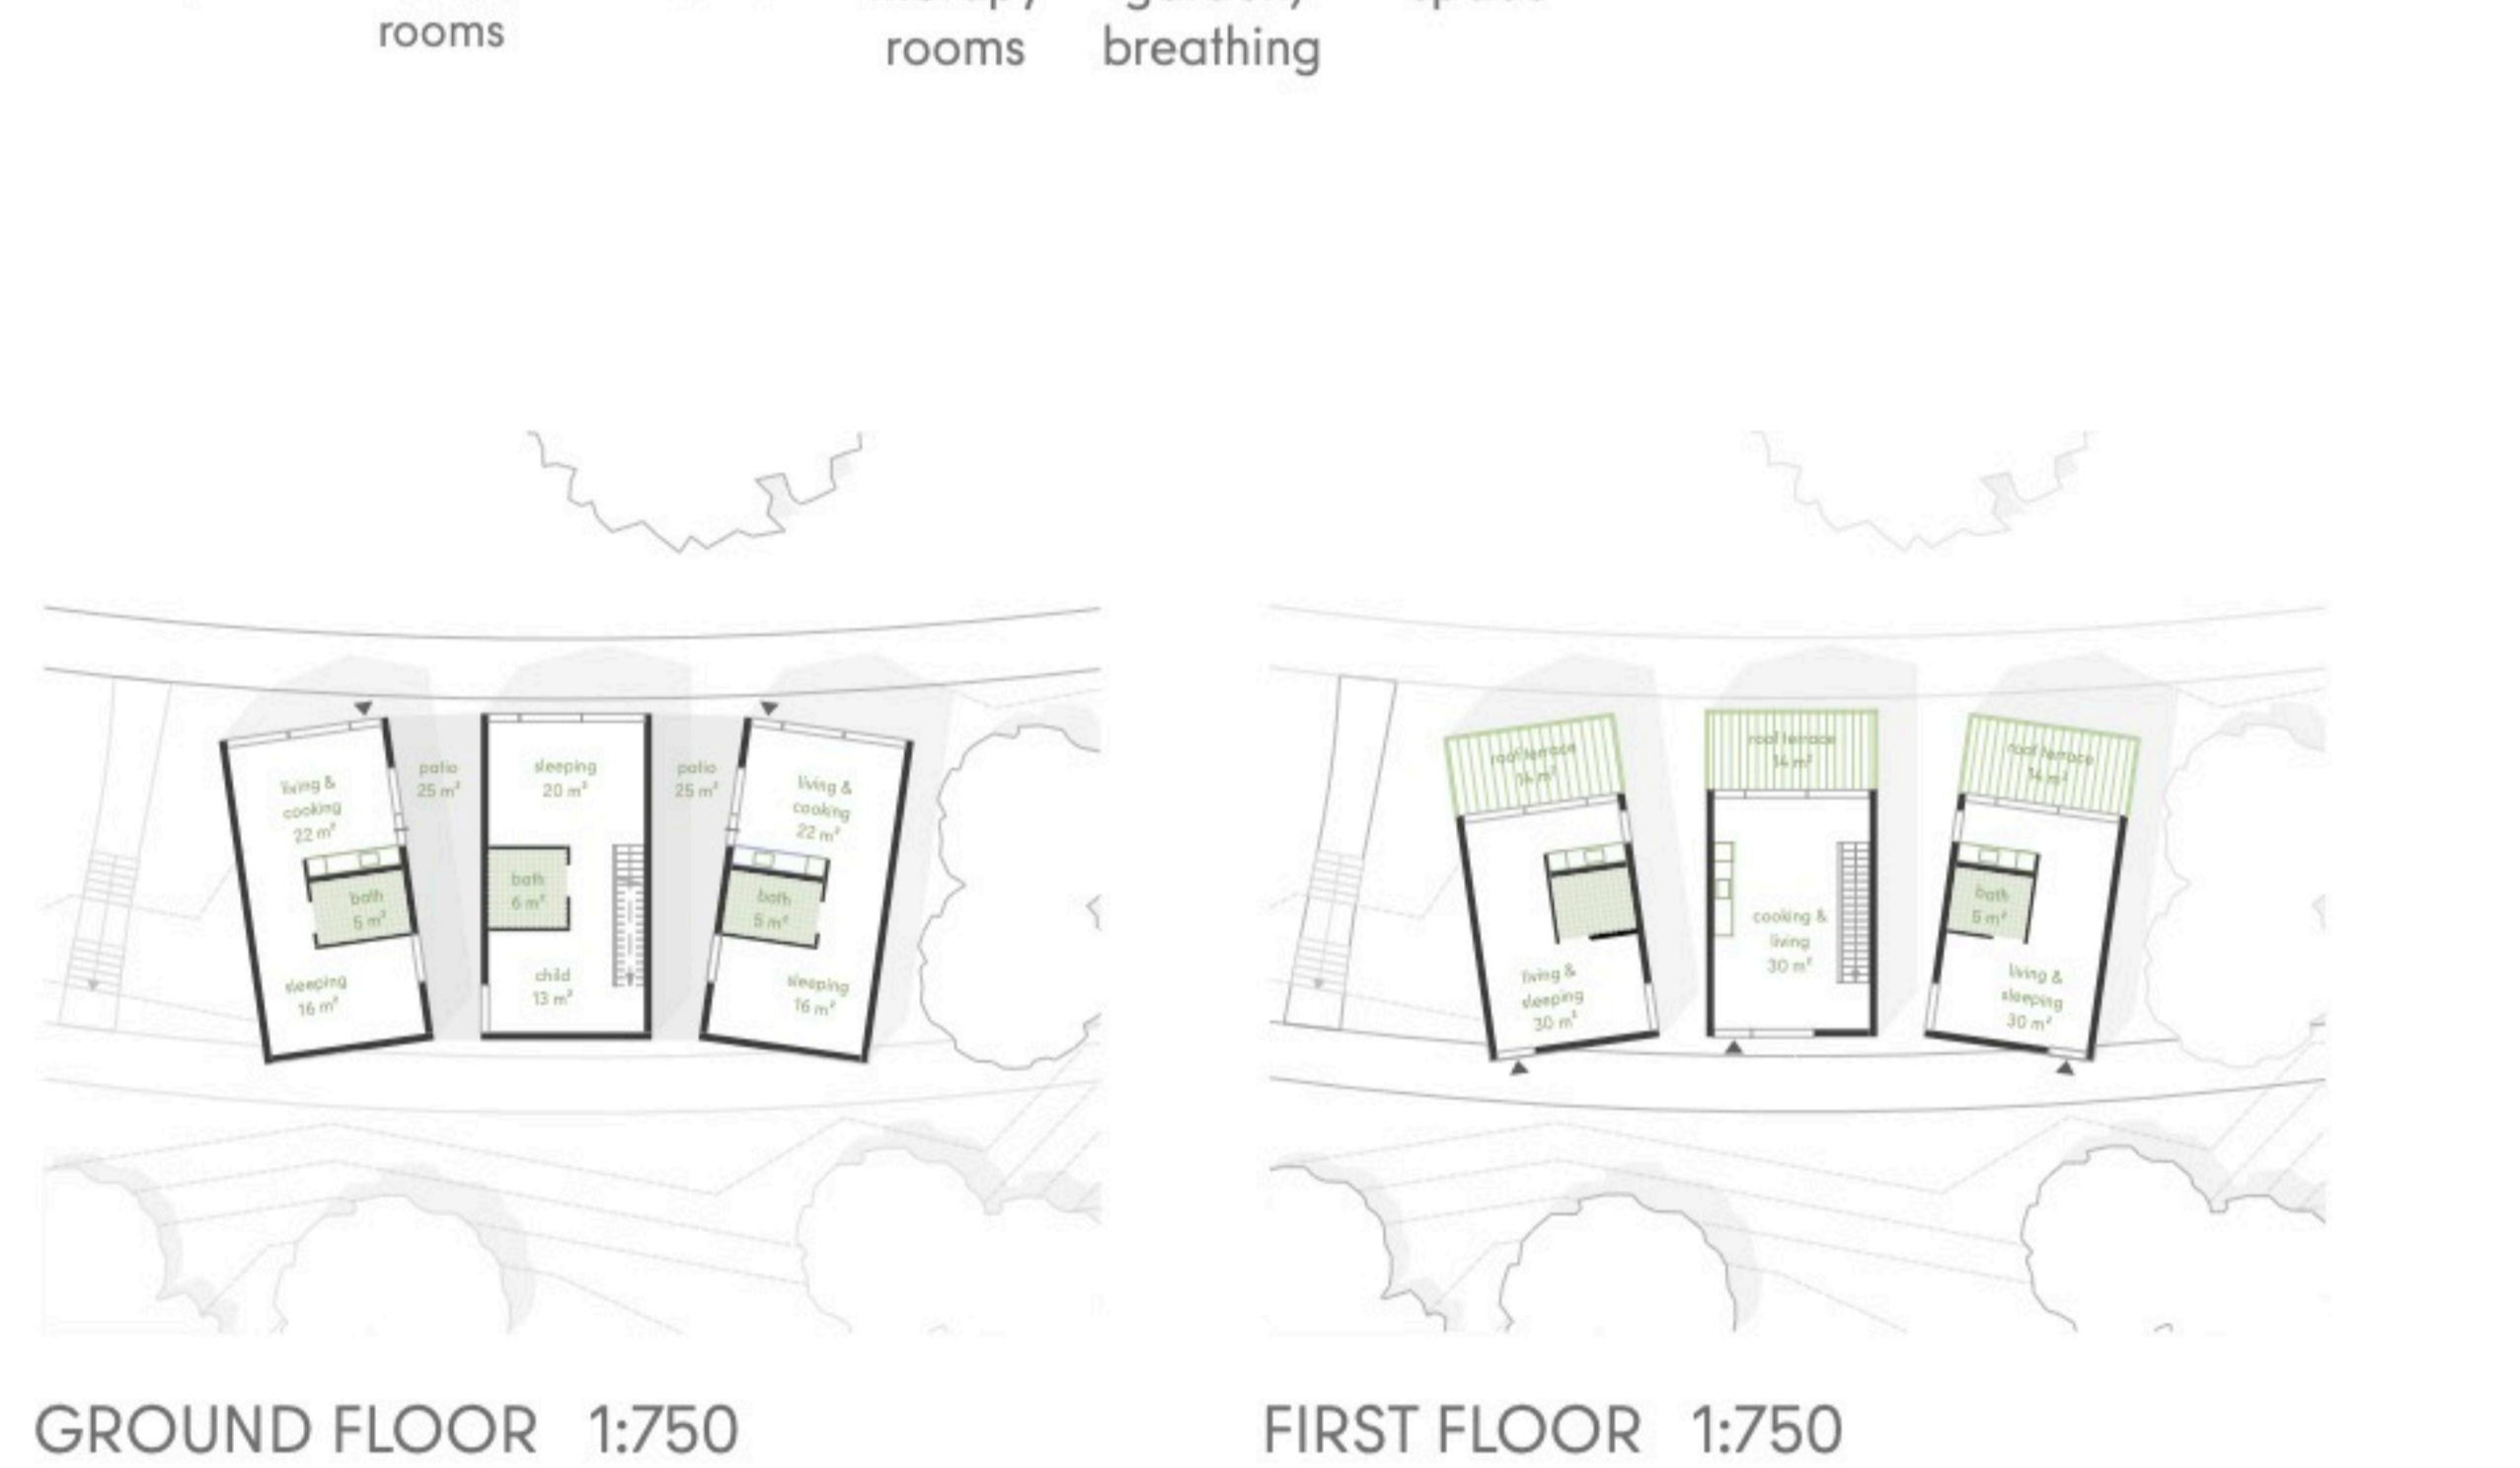 rooms
rooms
breathing
living &
cooking
22 m²
bath
5 m²
sleeping
16 m²
patio
25 m²
sleeping
20 m²
bath
6 m²
child
13 m²
patio
25 m²
living &
cooking
22 m²
bath
5 m²
sleeping
16 m²
roof terrace
14 m²
living &
sleeping
30 m²
roof terrace
14 m²
cooking &
living
30 m²
roof terrace
14 m²
bath
5 m²
living &
sleeping
30 m²
GROUND FLOOR 1:750
FIRST FLOOR 1:750